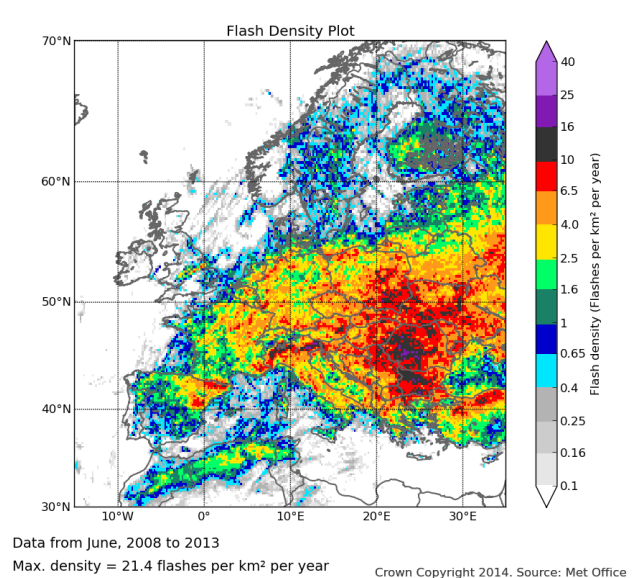 Flash Density Plot
70°N
60°N
50°N
40°N
30°N
10°W 0° 10°E 20°E 30°E
40
25
16
10
6.5
4.0
2.5
1.6
1
0.65
0.4
0.25
0.16
0.1
Flash density (Flashes per km² per year)
Data from June, 2008 to 2013
Max. density = 21.4 flashes per km² per year
Crown Copyright 2014. Source: Met Office